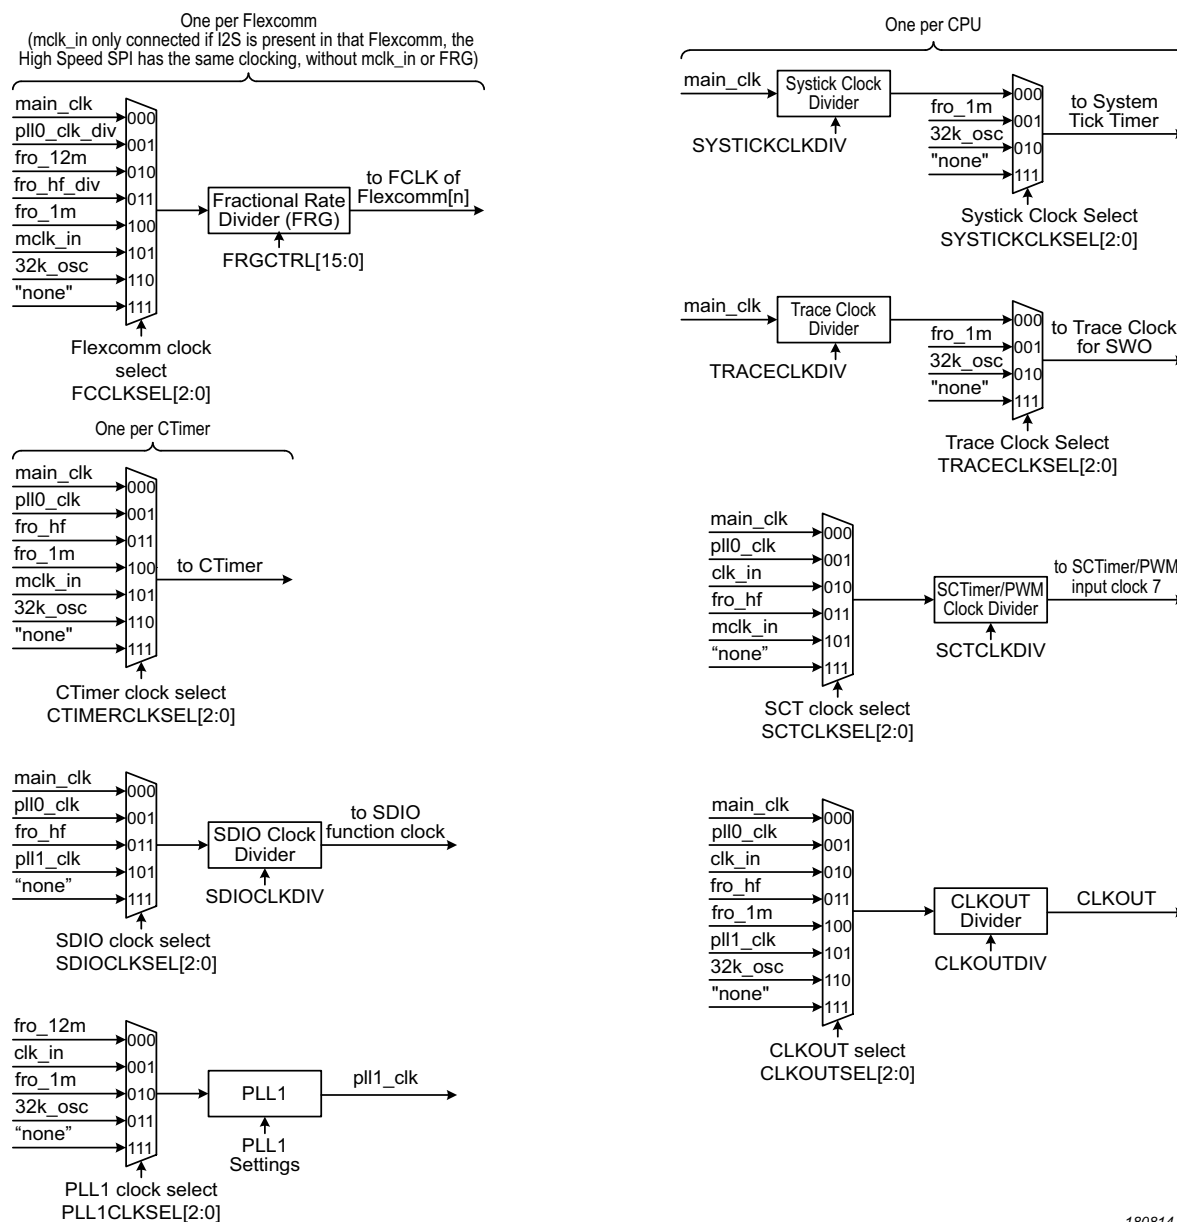 One per Flexcomm
(mclk_in only connected if I2S is present in that Flexcomm, the
High Speed SPI has the same clocking, without mclk_in or FRG)
main_clk
000
pll0_clk_div
001
fro_12m
010
fro_hf_div
011
fro_1m
100
mclk_in
101
32k_osc
110
"none"
111
Fractional Rate
Divider (FRG)
to FCLK of
Flexcomm[n]
FRGCTRL[15:0]
Flexcomm clock
select
FCCLKSEL[2:0]
One per CTimer
main_clk
000
pll0_clk
001
fro_hf
011
fro_1m
100
mclk_in
101
32k_osc
110
"none"
111
to CTimer
CTimer clock select
CTIMERCLKSEL[2:0]
main_clk
000
pll0_clk
001
fro_hf
011
pll1_clk
101
“none”
111
SDIO Clock
Divider
to SDIO
function clock
SDIOCLKDIV
SDIO clock select
SDIOCLKSEL[2:0]
fro_12m
000
clk_in
001
fro_1m
010
32k_osc
011
“none”
111
PLL1
pll1_clk
PLL1
Settings
PLL1 clock select
PLL1CLKSEL[2:0]
One per CPU
main_clk
Systick Clock
Divider
SYSTICKCLKDIV
000
fro_1m
001
32k_osc
010
"none"
111
to System
Tick Timer
Systick Clock Select
SYSTICKCLKSEL[2:0]
main_clk
Trace Clock
Divider
TRACECLKDIV
000
fro_1m
001
32k_osc
010
"none"
111
to Trace Clock
for SWO
Trace Clock Select
TRACECLKSEL[2:0]
main_clk
000
pll0_clk
001
clk_in
010
fro_hf
011
mclk_in
101
“none”
111
SCTimer/PWM
Clock Divider
to SCTimer/PWM
input clock 7
SCTCLKDIV
SCT clock select
SCTCLKSEL[2:0]
main_clk
000
pll0_clk
001
clk_in
010
fro_hf
011
fro_1m
100
pll1_clk
101
32k_osc
110
"none"
111
CLKOUT
Divider
CLKOUT
CLKOUTDIV
CLKOUT select
CLKOUTSEL[2:0]
180814